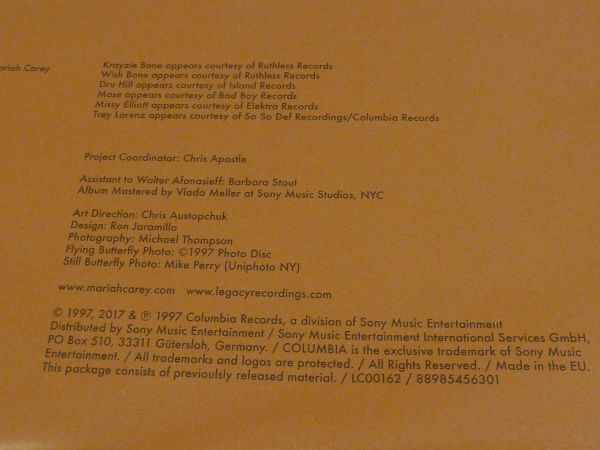 ariah Carey
Krayzie Bone appears courtesy of Ruthless Records
Wish Bone appears courtesy of Ruthless Records
Dru Hill appears courtesy of Island Records
Mase appears courtesy of Bad Boy Records
Missy Elliott appears courtesy of Elektra Records
Trey Lorenz appears courtesy of So So Def Recordings/Columbia Records
Project Coordinator: Chris Apostle
Assistant to Walter Afanasieff: Barbara Stout
Album Mastered by Vlado Meller at Sony Music Studios, NYC
Art Direction: Chris Austopchuk
Design: Ron Jaramillo
Photography: Michael Thompson
Flying Butterfly Photo: ©1997 Photo Disc
Still Butterfly Photo: Mike Perry (Uniphoto NY)
www.mariahcarey.com www.legacyrecordings.com
© 1997, 2017 & ℗ 1997 Columbia Records, a division of Sony Music Entertainment
Distributed by Sony Music Entertainment / Sony Music Entertainment International Services GmbH,
PO Box 510, 33311 Gütersloh, Germany. / COLUMBIA is the exclusive trademark of Sony Music
Entertainment. / All trademarks and logos are protected. / All Rights Reserved. / Made in the EU.
This package consists of previoulsly released material. / LC00162 / 88985456301